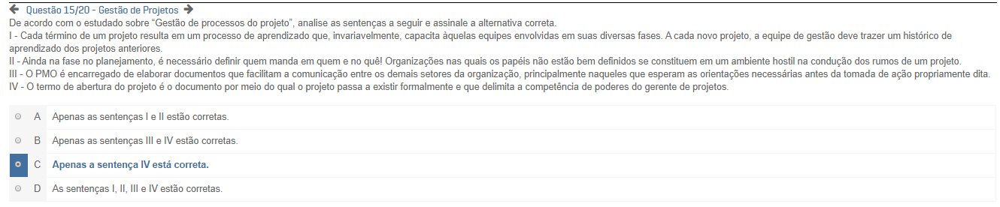 Questão 15/20 - Gestão de Projetos
De acordo com o estudado sobre “Gestão de processos do projeto”, analise as sentenças a seguir e assinale a alternativa correta.
I - Cada término de um projeto resulta em um processo de aprendizado que, invariavelmente, capacita àquelas equipes envolvidas em suas diversas fases. A cada novo projeto, a equipe de gestão deve trazer um histórico de
aprendizado dos projetos anteriores.
II - Ainda na fase no planejamento, é necessário definir quem manda em quem e no quê! Organizações nas quais os papéis não estão bem definidos se constituem em um ambiente hostil na condução dos rumos de um projeto.
III - O PMO é encarregado de elaborar documentos que facilitam a comunicação entre os demais setores da organização, principalmente naqueles que esperam as orientações necessárias antes da tomada de ação propriamente dita.
IV - O termo de abertura do projeto é o documento por meio do qual o projeto passa a existir formalmente e que delimita a competência de poderes do gerente de projetos.
A Apenas as sentenças I e II estão corretas.
B Apenas as sentenças III e IV estão corretas.
C Apenas a sentença IV está correta.
D As sentenças I, II, III e IV estão corretas.